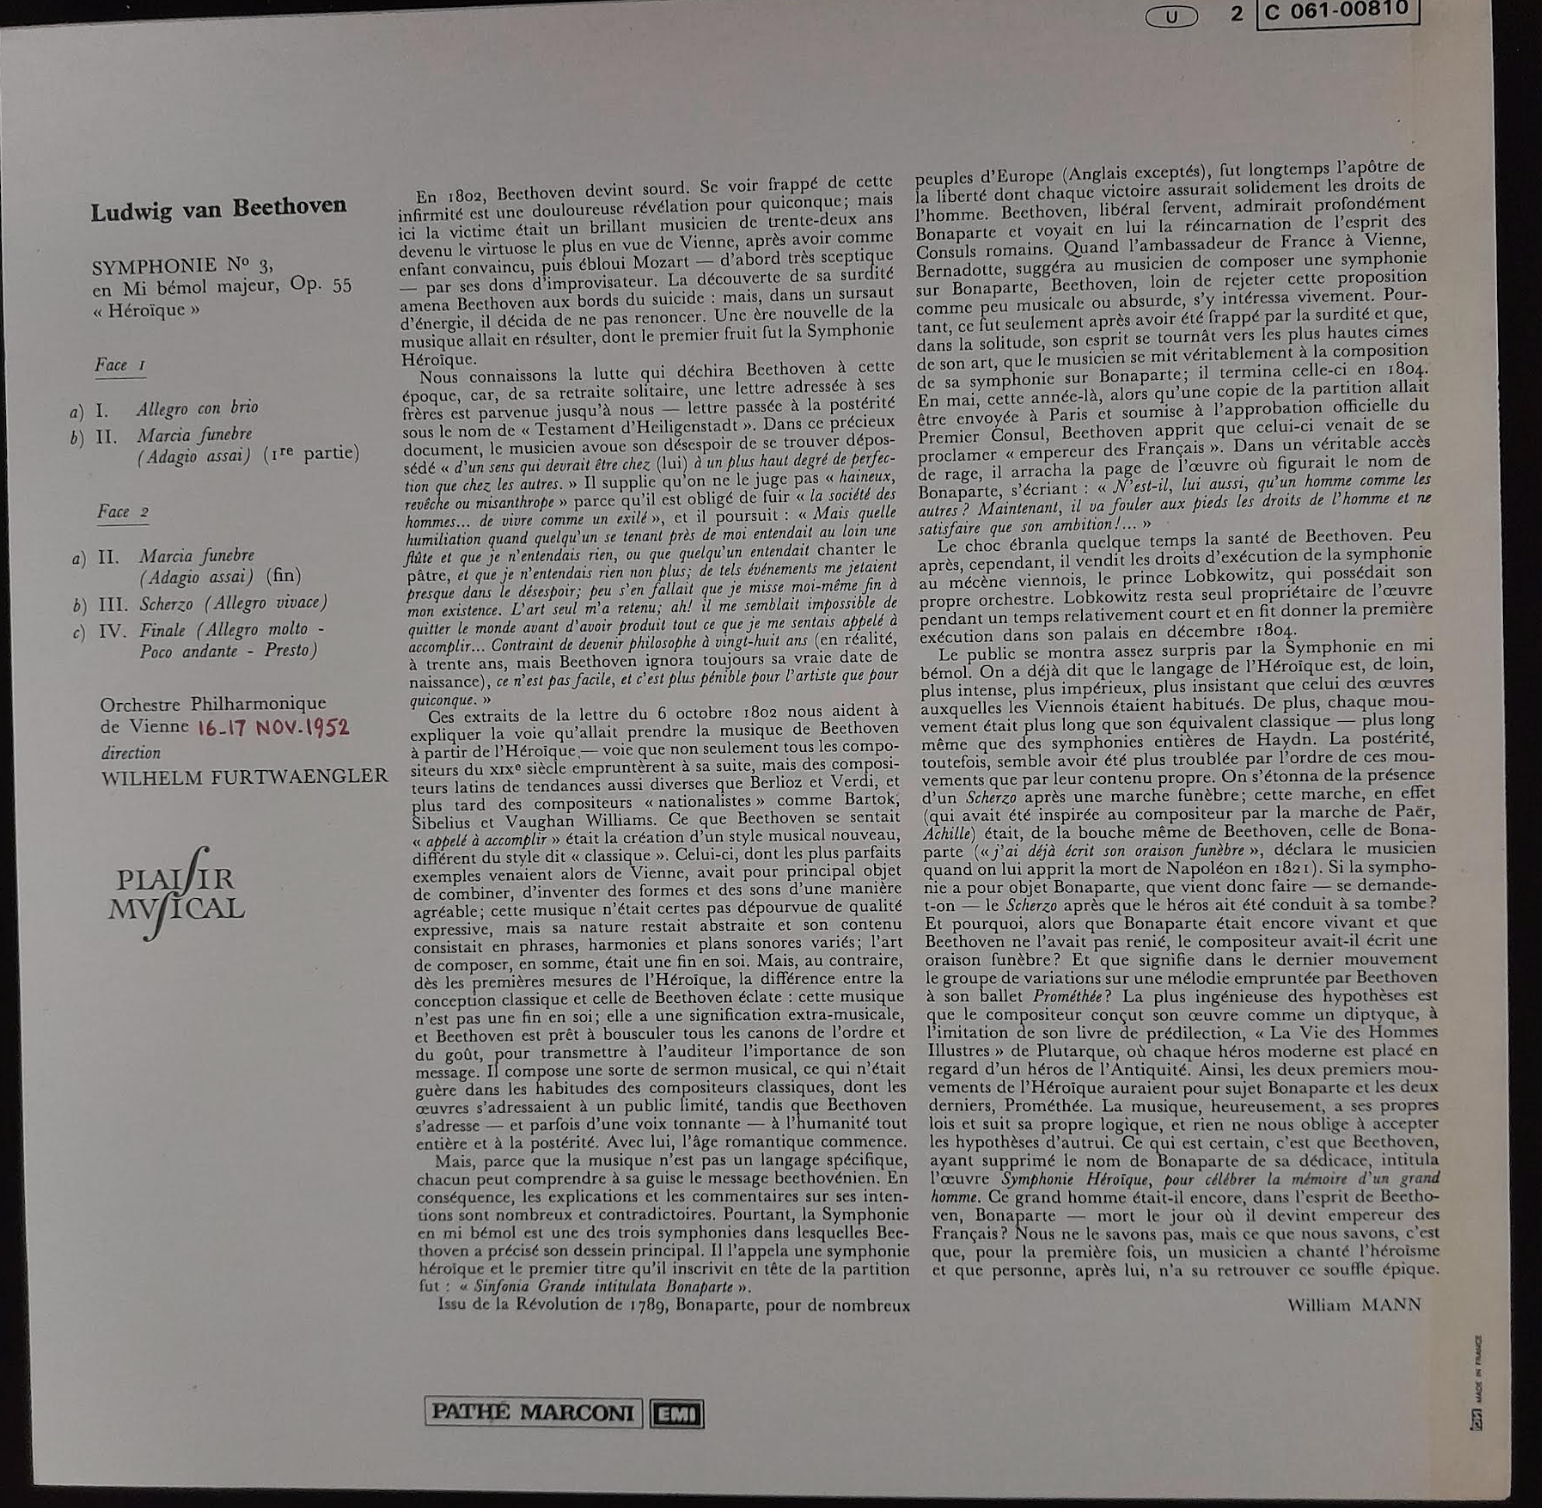 U 2 C 061-00810
Ludwig van Beethoven
SYMPHONIE Nº 3,
en Mi bémol majeur, Op. 55
« Héroïque »
Face 1
a) I. Allegro con brio
b) II. Marcia funebre
(Adagio assai) (1re partie)
Face 2
a) II. Marcia funebre
(Adagio assai) (fin)
b) III. Scherzo (Allegro vivace)
c) IV. Finale (Allegro molto -
Poco andante - Presto)
Orchestre Philharmonique
de Vienne 16-17 NOV.1952
direction
WILHELM FURTWAENGLER
PLAISIR
MVSICAL
En 1802, Beethoven devint sourd. Se voir frappé de cette
infirmité est une douloureuse révélation pour quiconque; mais
ici la victime était un brillant musicien de trente-deux ans
devenu le virtuose le plus en vue de Vienne, après avoir comme
enfant convaincu, puis ébloui Mozart — d'abord très sceptique
— par ses dons d'improvisateur. La découverte de sa surdité
amena Beethoven aux bords du suicide : mais, dans un sursaut
d'énergie, il décida de ne pas renoncer. Une ère nouvelle de la
musique allait en résulter, dont le premier fruit fut la Symphonie
Héroïque.
Nous connaissons la lutte qui déchira Beethoven à cette
époque, car, de sa retraite solitaire, une lettre adressée à ses
frères est parvenue jusqu'à nous — lettre passée à la postérité
sous le nom de « Testament d'Heiligenstadt ». Dans ce précieux
document, le musicien avoue son désespoir de se trouver dépos-
sédé « d'un sens qui devrait être chez (lui) à un plus haut degré de perfec-
tion que chez les autres. » Il supplie qu'on ne le juge pas « haineux,
revêche ou misanthrope » parce qu'il est obligé de fuir « la société des
hommes... de vivre comme un exilé », et il poursuit : « Mais quelle
humiliation quand quelqu'un se tenant près de moi entendait au loin une
flûte et que je n'entendais rien, ou que quelqu'un entendait chanter le
pâtre, et que je n'entendais rien non plus; de tels événements me jetaient
presque dans le désespoir; peu s'en fallait que je misse moi-même fin à
mon existence. L'art seul m'a retenu; ah! il me semblait impossible de
quitter le monde avant d'avoir produit tout ce que je me sentais appelé à
accomplir... Contraint de devenir philosophe à vingt-huit ans (en réalité,
à trente ans, mais Beethoven ignora toujours sa vraie date de
naissance), ce n'est pas facile, et c'est plus pénible pour l'artiste que pour
quiconque. »
Ces extraits de la lettre du 6 octobre 1802 nous aident à
expliquer la voie qu'allait prendre la musique de Beethoven
à partir de l'Héroïque — voie que non seulement tous les compo-
siteurs du XIXe siècle empruntèrent à sa suite, mais des composi-
teurs latins de tendances aussi diverses que Berlioz et Verdi, et
plus tard des compositeurs « nationalistes » comme Bartok,
Sibelius et Vaughan Williams. Ce que Beethoven se sentait
« appelé à accomplir » était la création d'un style musical nouveau,
différent du style dit « classique ». Celui-ci, dont les plus parfaits
exemples venaient alors de Vienne, avait pour principal objet
de combiner, d'inventer des formes et des sons d'une manière
agréable; cette musique n'était certes pas dépourvue de qualité
expressive, mais sa nature restait abstraite et son contenu
consistait en phrases, harmonies et plans sonores variés; l'art
de composer, en somme, était une fin en soi. Mais, au contraire,
dès les premières mesures de l'Héroïque, la différence entre la
conception classique et celle de Beethoven éclate : cette musique
n'est pas une fin en soi; elle a une signification extra-musicale,
et Beethoven est prêt à bousculer tous les canons de l'ordre et
du goût, pour transmettre à l'auditeur l'importance de son
message. Il compose une sorte de sermon musical, ce qui n'était
guère dans les habitudes des compositeurs classiques, dont les
œuvres s'adressaient à un public limité, tandis que Beethoven
s'adresse — et parfois d'une voix tonnante — à l'humanité tout
entière et à la postérité. Avec lui, l'âge romantique commence.
Mais, parce que la musique n'est pas un langage spécifique,
chacun peut comprendre à sa guise le message beethovénien. En
conséquence, les explications et les commentaires sur ses inten-
tions sont nombreux et contradictoires. Pourtant, la Symphonie
en mi bémol est une des trois symphonies dans lesquelles Bee-
thoven a précisé son dessein principal. Il l'appela une symphonie
héroïque et le premier titre qu'il inscrivit en tête de la partition
fut : « Sinfonia Grande intitulata Bonaparte ».
Issu de la Révolution de 1789, Bonaparte, pour de nombreux
peuples d'Europe (Anglais exceptés), fut longtemps l'apôtre de
la liberté dont chaque victoire assurait solidement les droits de
l'homme. Beethoven, libéral fervent, admirait profondément
Bonaparte et voyait en lui la réincarnation de l'esprit des
Consuls romains. Quand l'ambassadeur de France à Vienne,
Bernadotte, suggéra au musicien de composer une symphonie
sur Bonaparte, Beethoven, loin de rejeter cette proposition
comme peu musicale ou absurde, s'y intéressa vivement. Pour-
tant, ce fut seulement après avoir été frappé par la surdité et que,
dans la solitude, son esprit se tournât vers les plus hautes cimes
de son art, que le musicien se mit véritablement à la composition
de sa symphonie sur Bonaparte; il termina celle-ci en 1804.
En mai, cette année-là, alors qu'une copie de la partition allait
être envoyée à Paris et soumise à l'approbation officielle du
Premier Consul, Beethoven apprit que celui-ci venait de se
proclamer « empereur des Français ». Dans un véritable accès
de rage, il arracha la page de l'œuvre où figurait le nom de
Bonaparte, s'écriant : « N'est-il, lui aussi, qu'un homme comme les
autres ? Maintenant, il va fouler aux pieds les droits de l'homme et ne
satisfaire que son ambition!... »
Le choc ébranla quelque temps la santé de Beethoven. Peu
après, cependant, il vendit les droits d'exécution de la symphonie
au mécène viennois, le prince Lobkowitz, qui possédait son
propre orchestre. Lobkowitz resta seul propriétaire de l'œuvre
pendant un temps relativement court et en fit donner la première
exécution dans son palais en décembre 1804.
Le public se montra assez surpris par la Symphonie en mi
bémol. On a déjà dit que le langage de l'Héroïque est, de loin,
plus intense, plus impérieux, plus insistant que celui des œuvres
auxquelles les Viennois étaient habitués. De plus, chaque mou-
vement était plus long que son équivalent classique — plus long
même que des symphonies entières de Haydn. La postérité,
toutefois, semble avoir été plus troublée par l'ordre de ces mou-
vements que par leur contenu propre. On s'étonna de la présence
d'un Scherzo après une marche funèbre; cette marche, en effet
(qui avait été inspirée au compositeur par la marche de Paër,
Achille) était, de la bouche même de Beethoven, celle de Bona-
parte (« j'ai déjà écrit son oraison funèbre », déclara le musicien
quand on lui apprit la mort de Napoléon en 1821). Si la sympho-
nie a pour objet Bonaparte, que vient donc faire — se demande-
t-on — le Scherzo après que le héros ait été conduit à sa tombe?
Et pourquoi, alors que Bonaparte était encore vivant et que
Beethoven ne l'avait pas renié, le compositeur avait-il écrit une
oraison funèbre? Et que signifie dans le dernier mouvement
le groupe de variations sur une mélodie empruntée par Beethoven
à son ballet Prométhée? La plus ingénieuse des hypothèses est
que le compositeur conçut son œuvre comme un diptyque, à
l'imitation de son livre de prédilection, « La Vie des Hommes
Illustres » de Plutarque, où chaque héros moderne est placé en
regard d'un héros de l'Antiquité. Ainsi, les deux premiers mou-
vements de l'Héroïque auraient pour sujet Bonaparte et les deux
derniers, Prométhée. La musique, heureusement, a ses propres
lois et suit sa propre logique, et rien ne nous oblige à accepter
les hypothèses d'autrui. Ce qui est certain, c'est que Beethoven,
ayant supprimé le nom de Bonaparte de sa dédicace, intitula
l'œuvre Symphonie Héroïque, pour célébrer la mémoire d'un grand
homme. Ce grand homme était-il encore, dans l'esprit de Beetho-
ven, Bonaparte — mort le jour où il devint empereur des
Français? Nous ne le savons pas, mais ce que nous savons, c'est
que, pour la première fois, un musicien a chanté l'héroïsme
et que personne, après lui, n'a su retrouver ce souffle épique.
William MANN
PATHÉ MARCONI EMI
MADE IN FRANCE